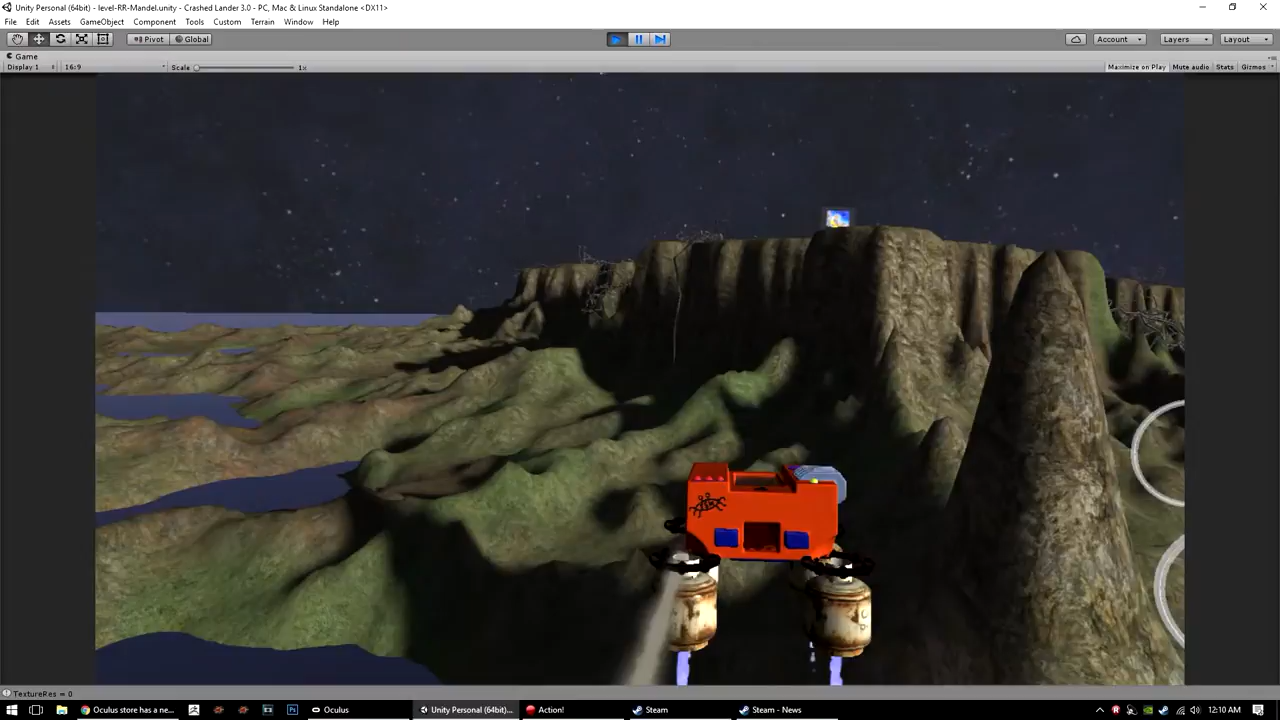 Unity Personal (64bit) - level-RR-Mandel.unity - Crashed Lander 3.0 - PC, Mac & Linux Standalone <DX11>
File Edit Assets GameObject Component Tools Custom Terrain Window Help
Pivot Global Account Layers Layout
Game
Display 1 16:9 Scale 1x Maximize on Play Mute audio Stats Gizmos
TextureRes = 0
Oculus store has a ne... Oculus Unity Personal (64bit)... Action! Steam Steam - News 12:10 AM